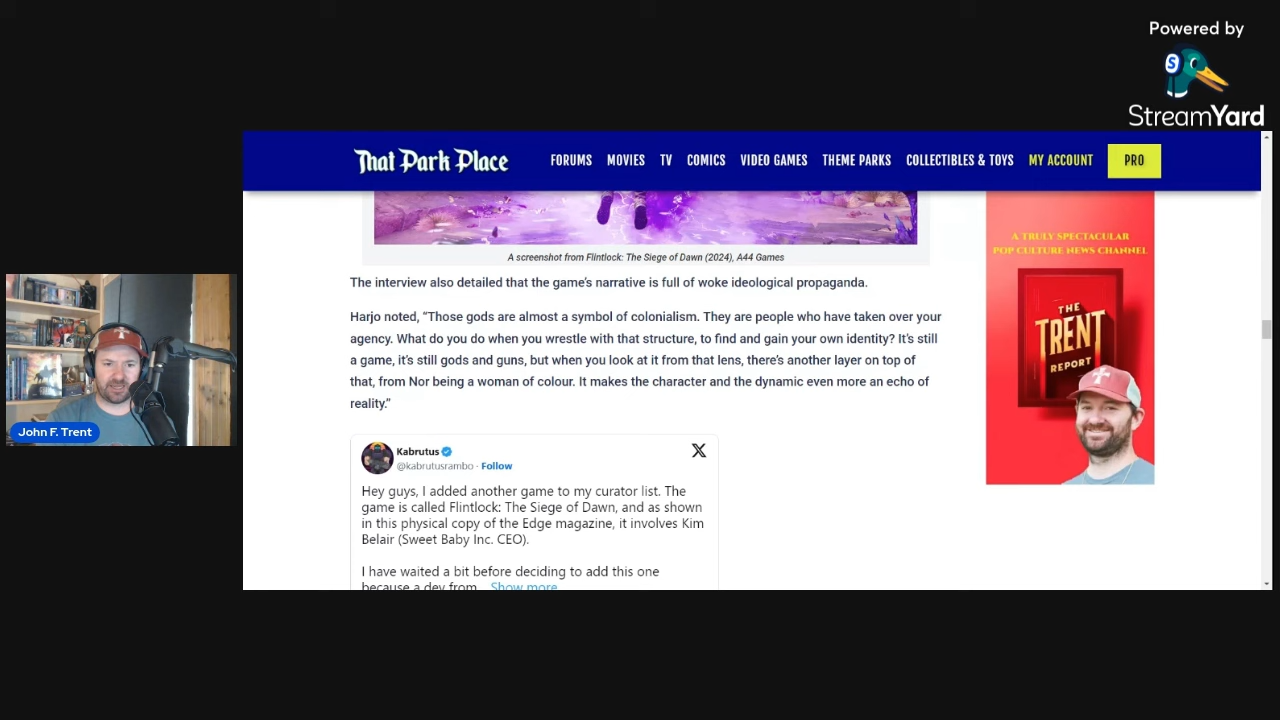 Powered by
S
StreamYard
That Park Place
FORUMS MOVIES TV COMICS VIDEO GAMES THEME PARKS COLLECTIBLES & TOYS MY ACCOUNT PRO
A screenshot from Flintlock: The Siege of Dawn (2024), A44 Games
The interview also detailed that the game's narrative is full of woke ideological propaganda.
Harjo noted, “Those gods are almost a symbol of colonialism. They are people who have taken over your
agency. What do you do when you wrestle with that structure, to find and gain your own identity? It’s still
a game, it’s still gods and guns, but when you look at it from that lens, there’s another layer on top of
that, from Nor being a woman of colour. It makes the character and the dynamic even more an echo of
reality.”
Kabrutus
@kabrutusrambo · Follow
X
Hey guys, I added another game to my curator list. The
game is called Flintlock: The Siege of Dawn, and as shown
in this physical copy of the Edge magazine, it involves Kim
Belair (Sweet Baby Inc. CEO).
I have waited a bit before deciding to add this one
because a dev from... Show more
A TRULY SPECTACULAR
POP CULTURE NEWS CHANNEL
THE
TRENT
REPORT
John F. Trent